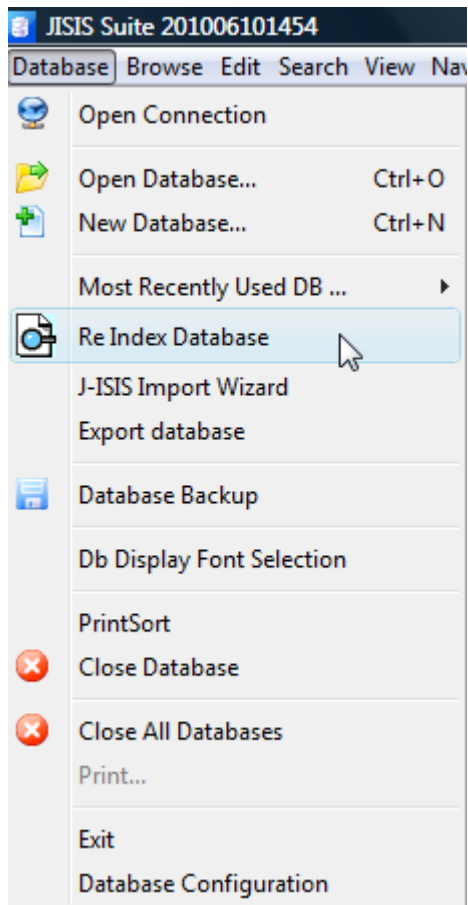 JISIS Suite 201006101454
Database Browse Edit Search View Nav
Open Connection
Open Database... Ctrl+O
New Database... Ctrl+N
Most Recently Used DB ...
Re Index Database
J-ISIS Import Wizard
Export database
Database Backup
Db Display Font Selection
PrintSort
Close Database
Close All Databases
Print...
Exit
Database Configuration